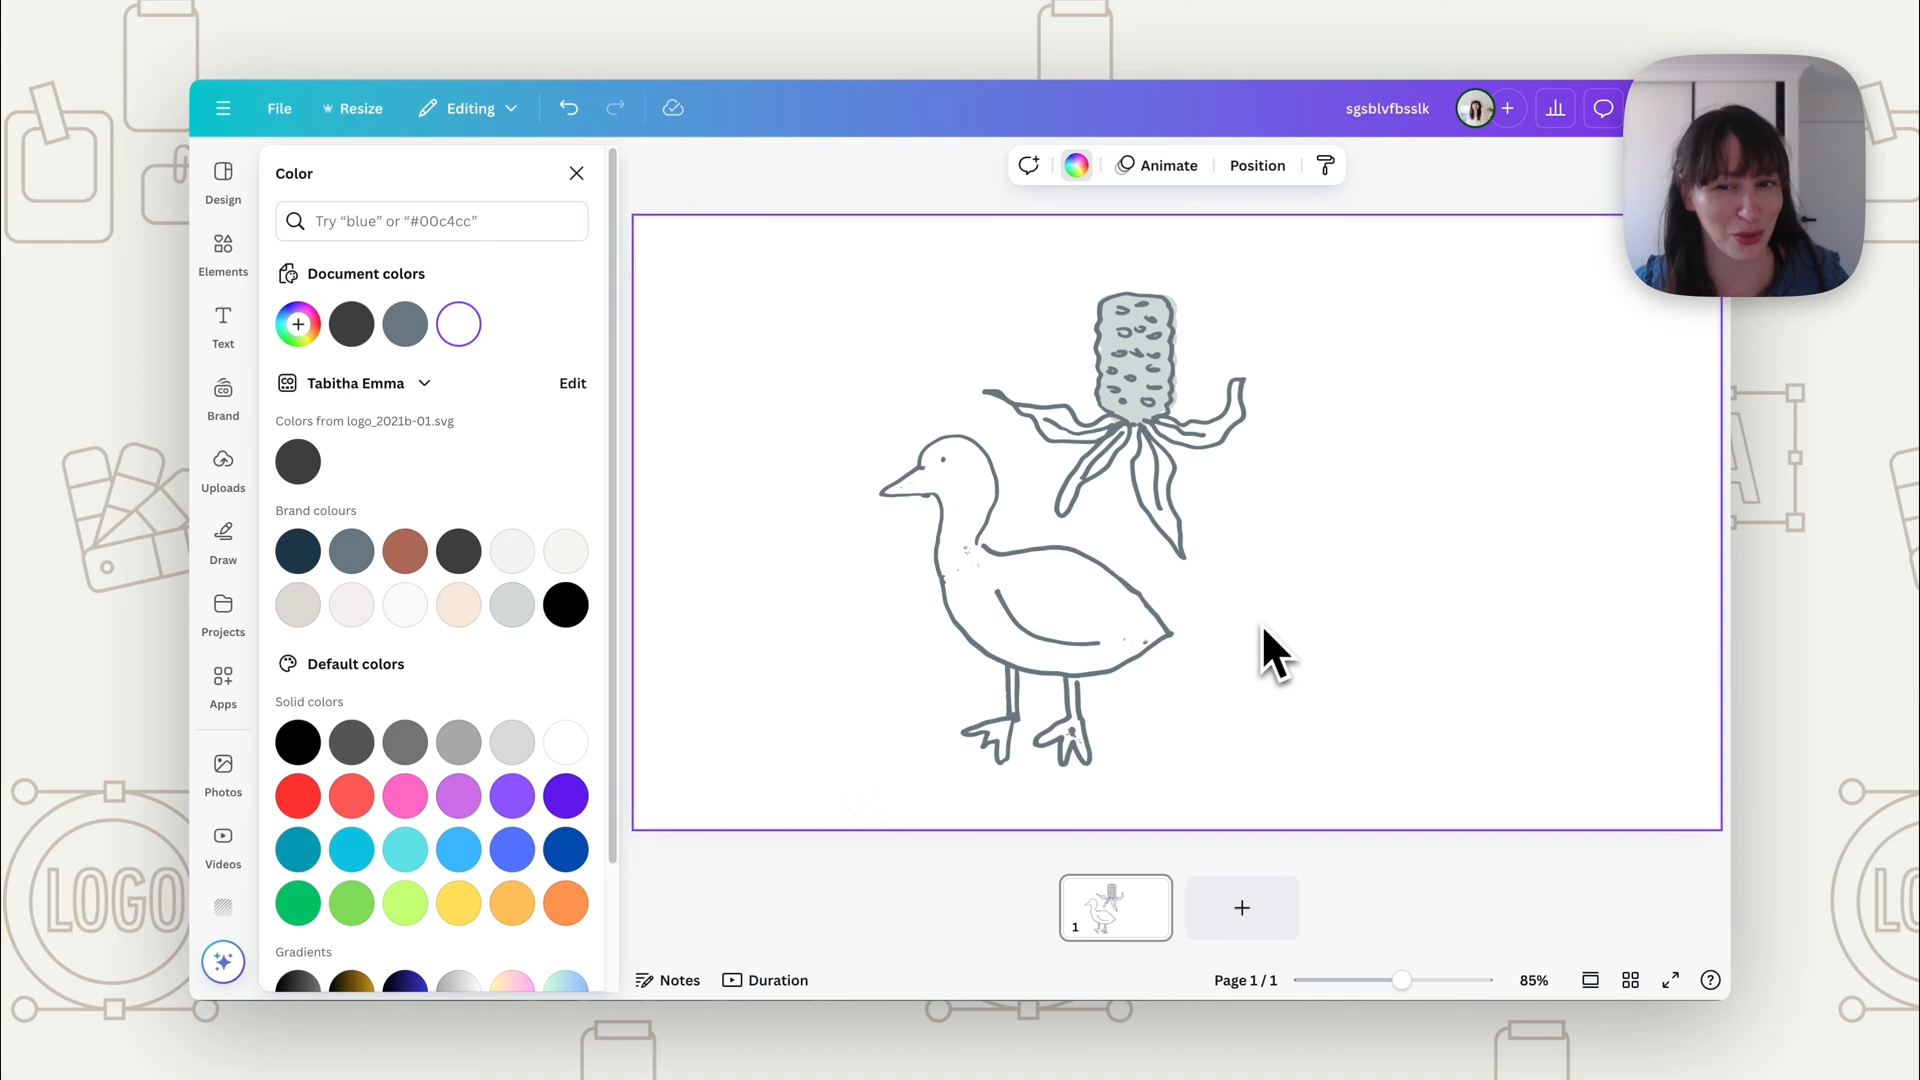 File
Resize
Editing
sgsblvfbsslk
Design
Elements
Text
Brand
Uploads
Draw
Projects
Apps
Photos
Videos
Color
Try “blue” or “#00c4cc”
Document colors
Tabitha Emma
Edit
Colors from logo_2021b-01.svg
Brand colours
Default colors
Solid colors
Gradients
Animate
Position
1
Notes
Duration
Page 1 / 1
85%
LOGO